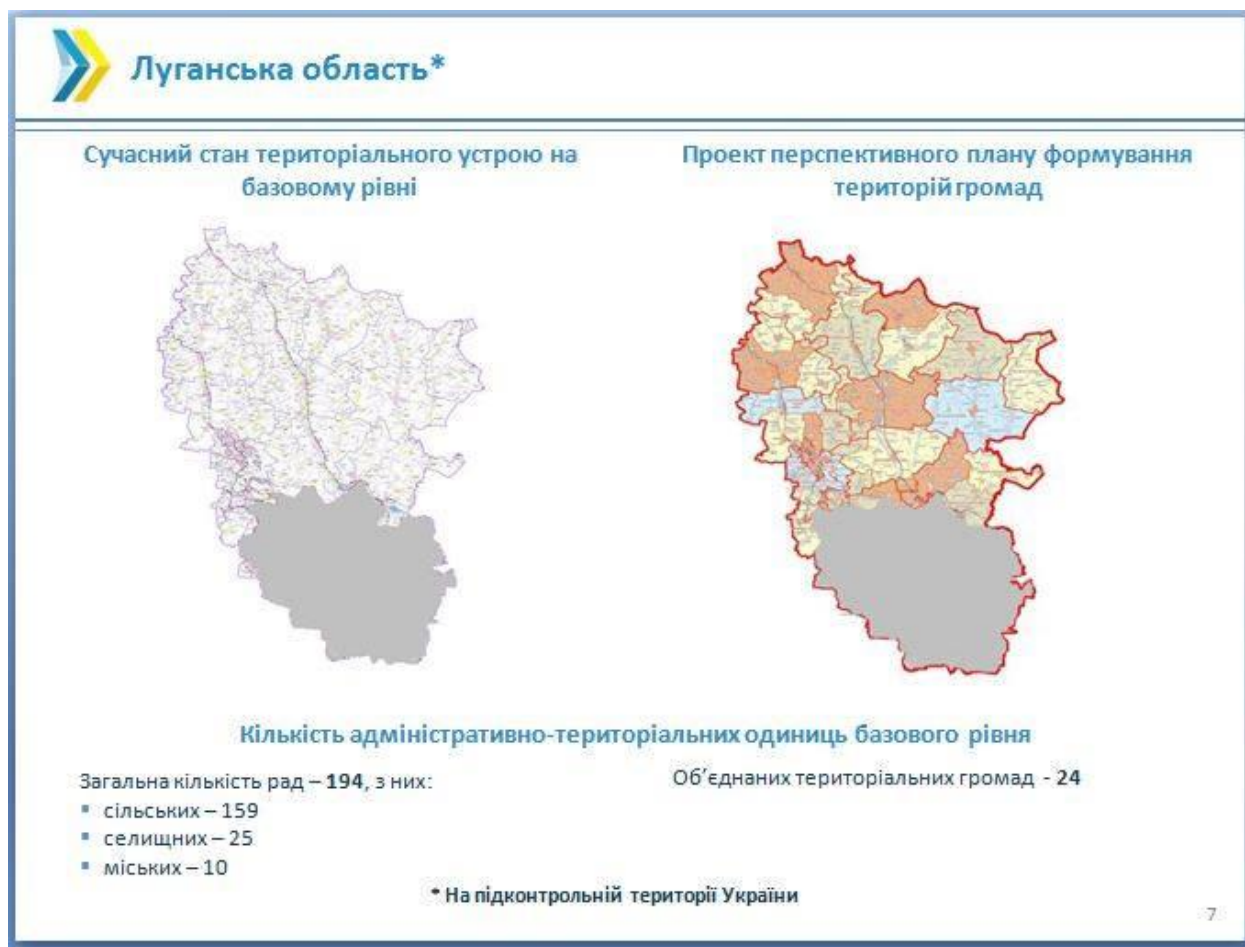 Луганська область*
Сучасний стан територіального устрою на
базовому рівні
Проект перспективного плану формування
територій громад
Кількість адміністративно-територіальних одиниць базового рівня
Загальна кількість рад – 194, з них:
▪ сільських – 159
▪ селищних – 25
▪ міських – 10
Об’єднаних територіальних громад - 24
* На підконтрольній території України
7